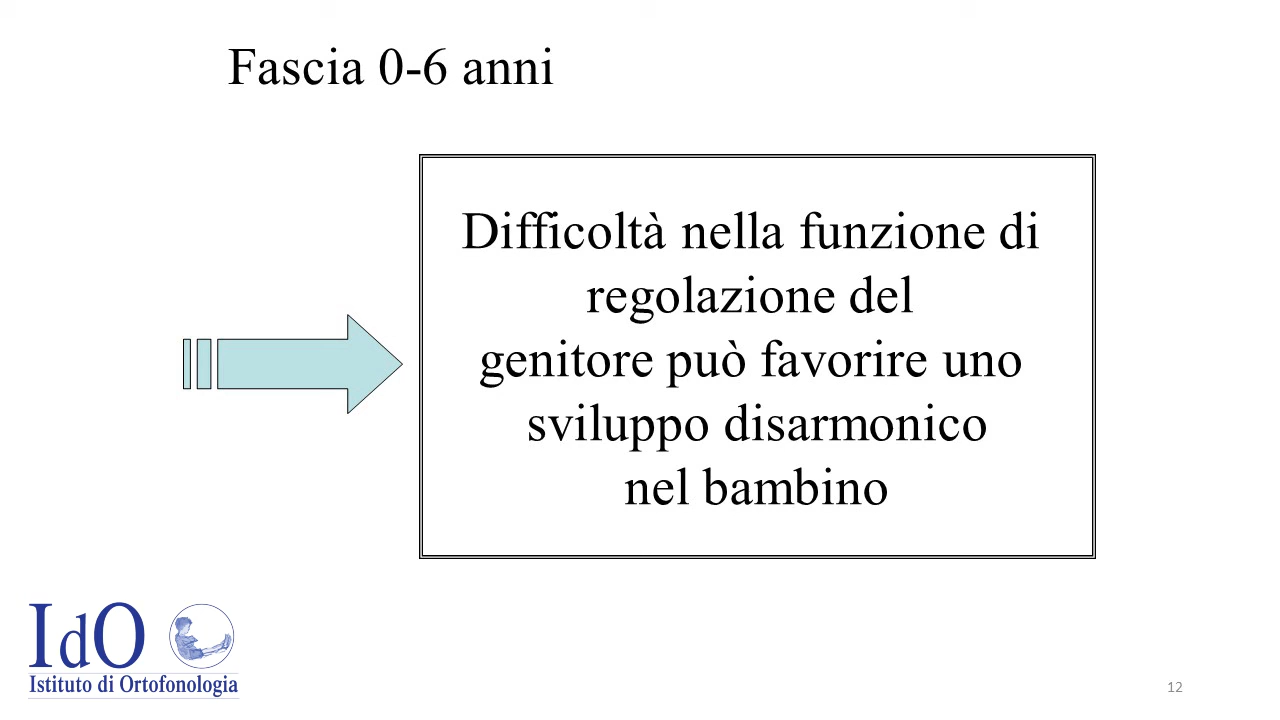 Fascia 0-6 anni
Difficoltà nella funzione di
regolazione del
genitore può favorire uno
sviluppo disarmonico
nel bambino
IdO
Istituto di Ortofonologia
12